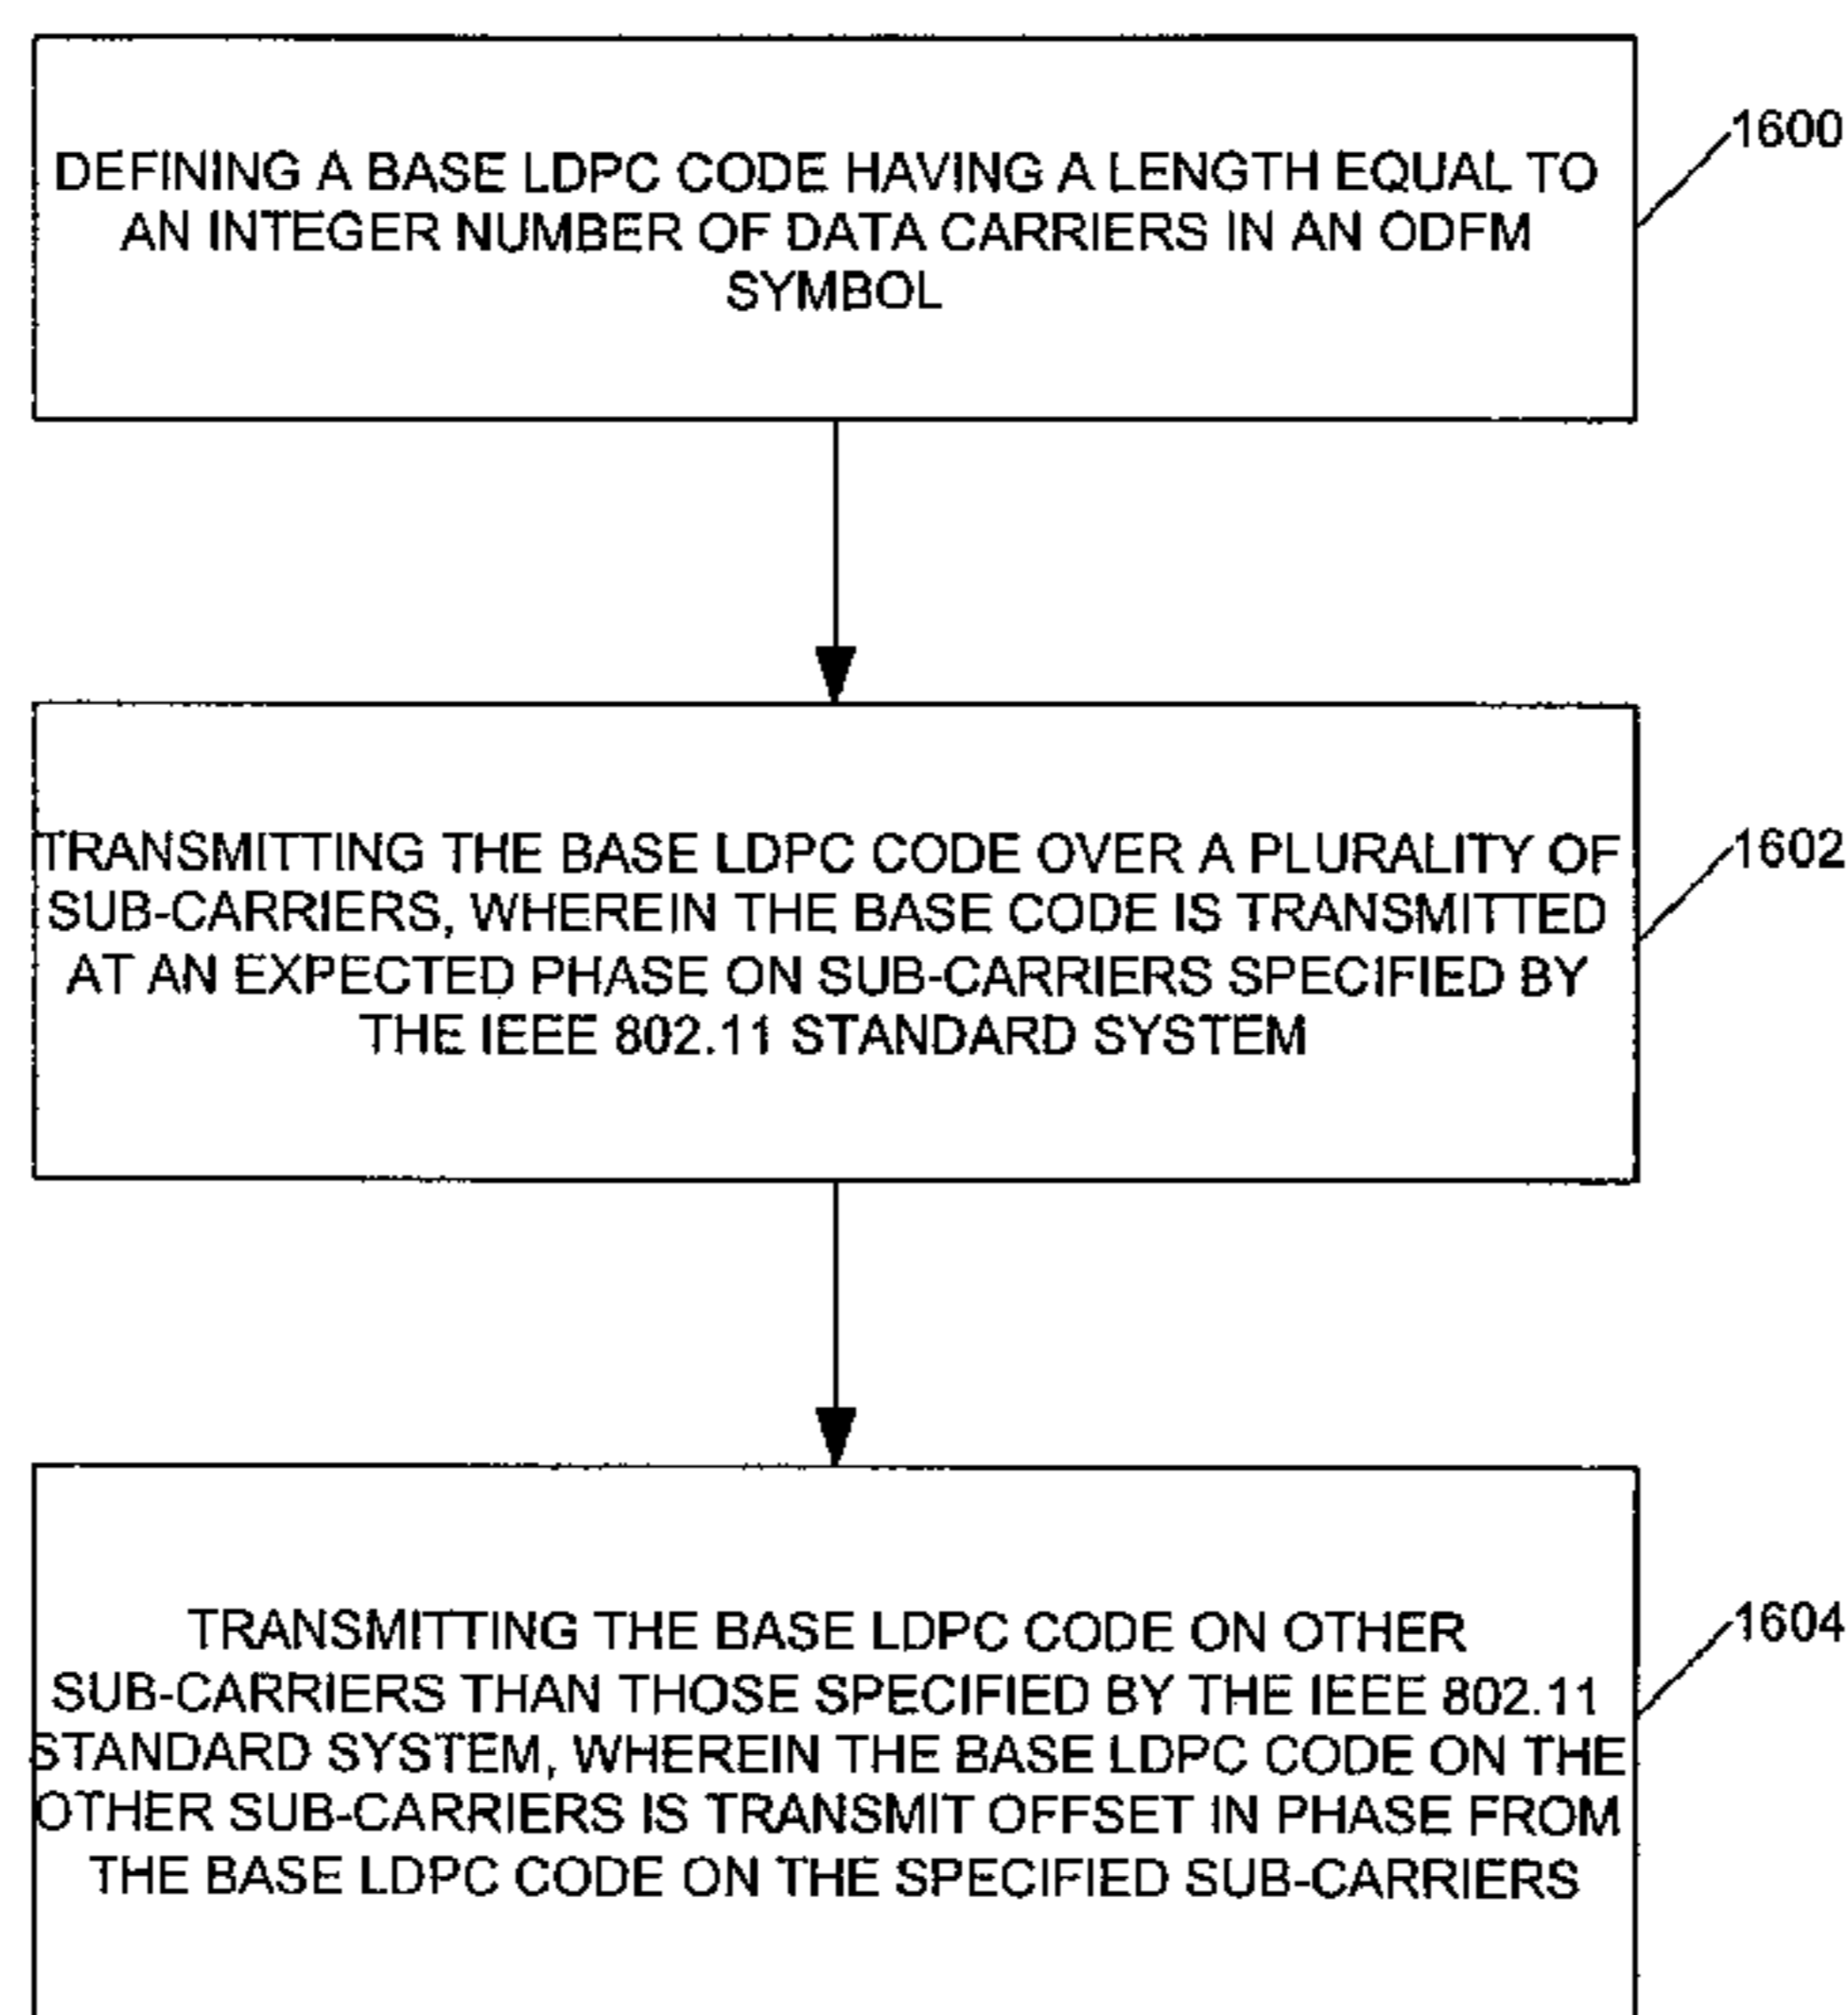 DEFINING A BASE LDPC CODE HAVING A LENGTH EQUAL TO
AN INTEGER NUMBER OF DATA CARRIERS IN AN ODFM
SYMBOL
1600
TRANSMITTING THE BASE LDPC CODE OVER A PLURALITY OF
SUB-CARRIERS, WHEREIN THE BASE CODE IS TRANSMITTED
AT AN EXPECTED PHASE ON SUB-CARRIERS SPECIFIED BY
THE IEEE 802.11 STANDARD SYSTEM
1602
TRANSMITTING THE BASE LDPC CODE ON OTHER
SUB-CARRIERS THAN THOSE SPECIFIED BY THE IEEE 802.11
STANDARD SYSTEM, WHEREIN THE BASE LDPC CODE ON THE
OTHER SUB-CARRIERS IS TRANSMIT OFFSET IN PHASE FROM
THE BASE LDPC CODE ON THE SPECIFIED SUB-CARRIERS
1604